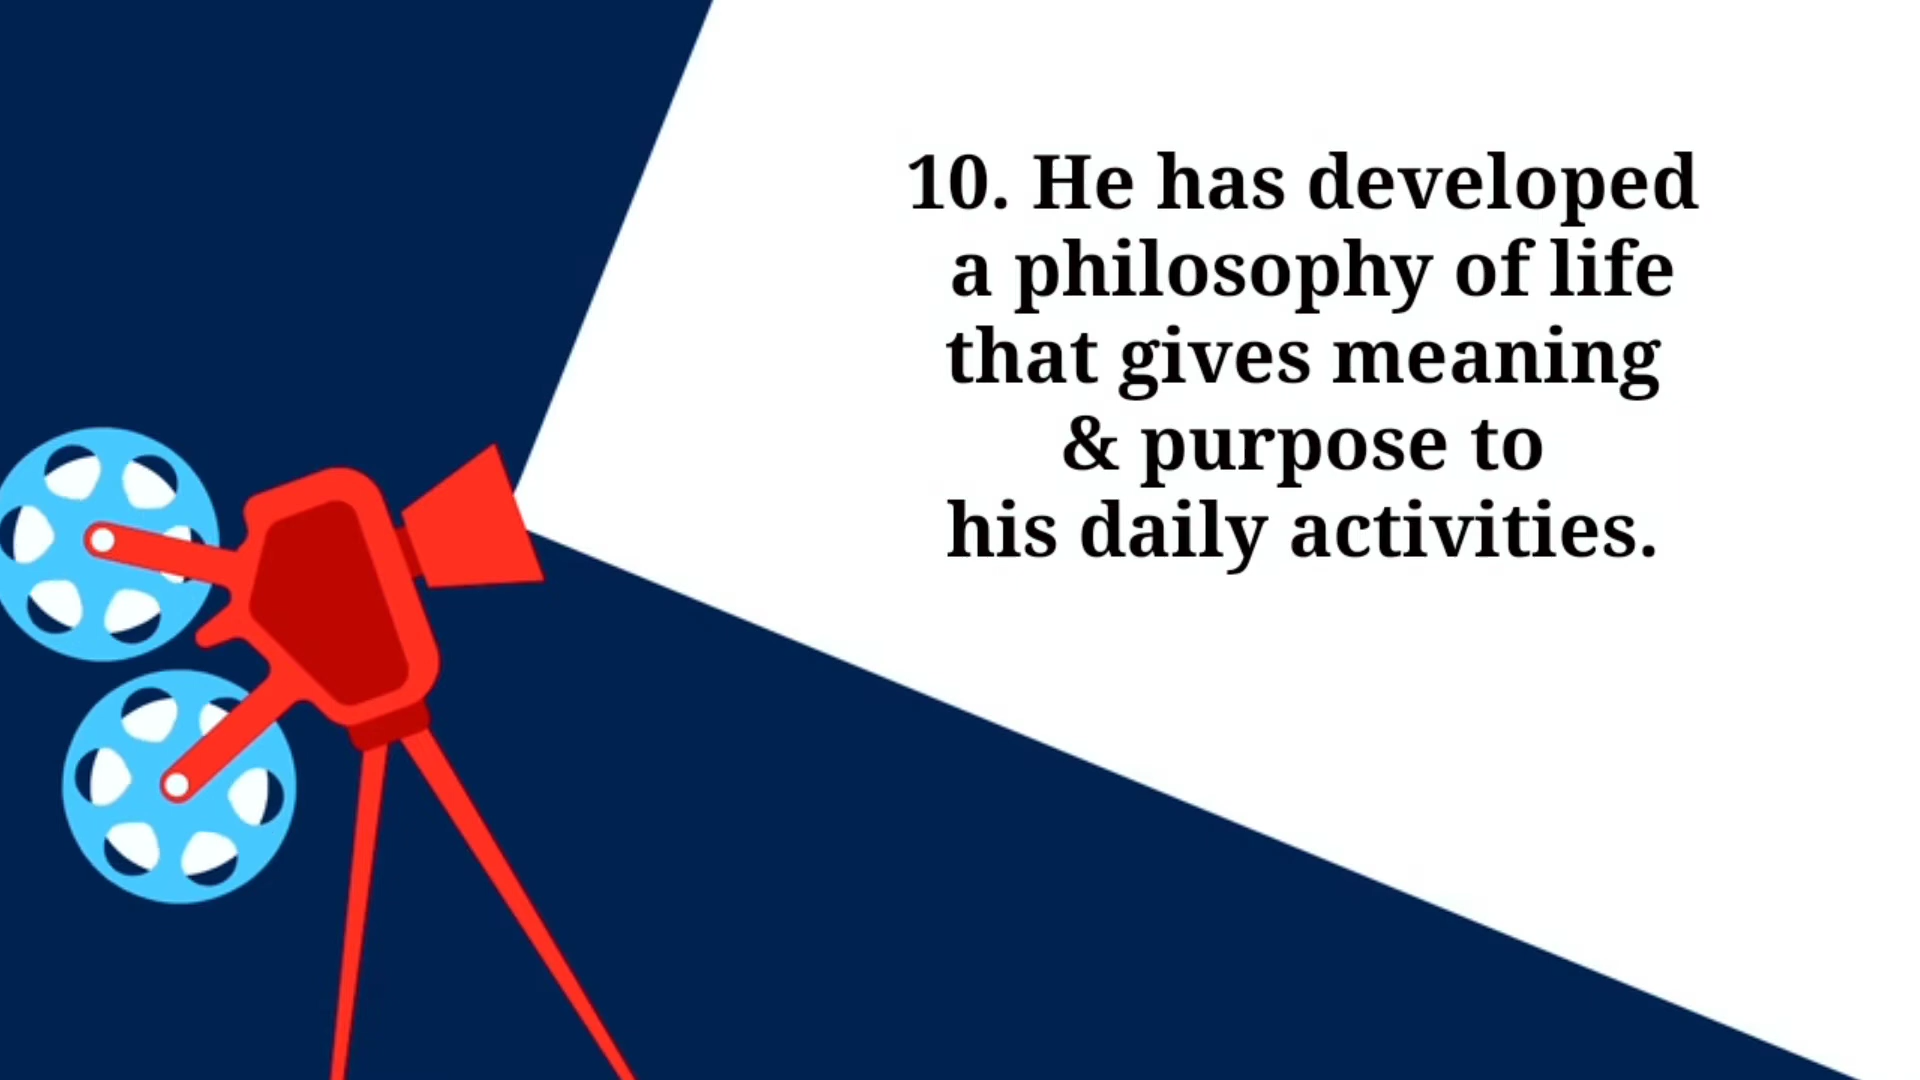 10. He has developed
a philosophy of life
that gives meaning
& purpose to
his daily activities.